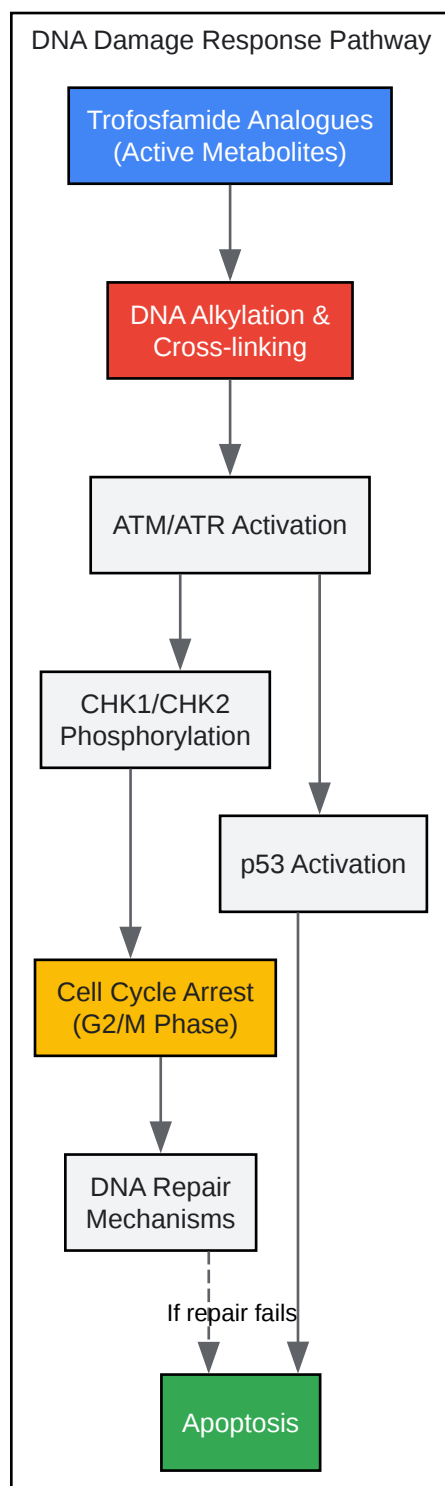 DNA Damage Response Pathway
Trofosfamide Analogues
(Active Metabolites)
DNA Alkylation &
Cross-linking
ATM/ATR Activation
CHK1/CHK2
Phosphorylation
p53 Activation
Cell Cycle Arrest
(G2/M Phase)
DNA Repair
Mechanisms
If repair fails
Apoptosis